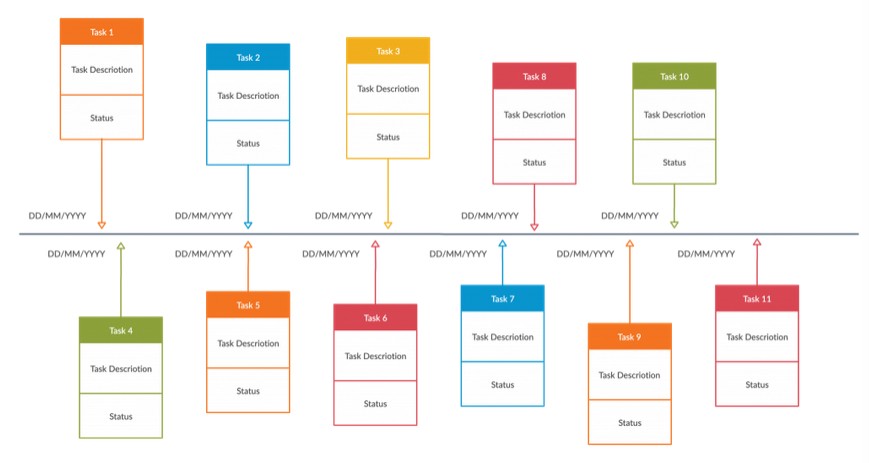 Task 1
Task Descriotion
Status
Task 2
Task Descriotion
Status
Task 3
Task Descriotion
Status
Task 8
Task Descriotion
Status
Task 10
Task Descriotion
Status
DD/MM/YYYY
DD/MM/YYYY
DD/MM/YYYY
DD/MM/YYYY
DD/MM/YYYY
DD/MM/YYYY
DD/MM/YYYY
DD/MM/YYYY
DD/MM/YYYY
DD/MM/YYYY
DD/MM/YYYY
Task 4
Task Descriotion
Status
Task 5
Task Descriotion
Status
Task 6
Task Descriotion
Status
Task 7
Task Descriotion
Status
Task 9
Task Descriotion
Status
Task 11
Task Descriotion
Status